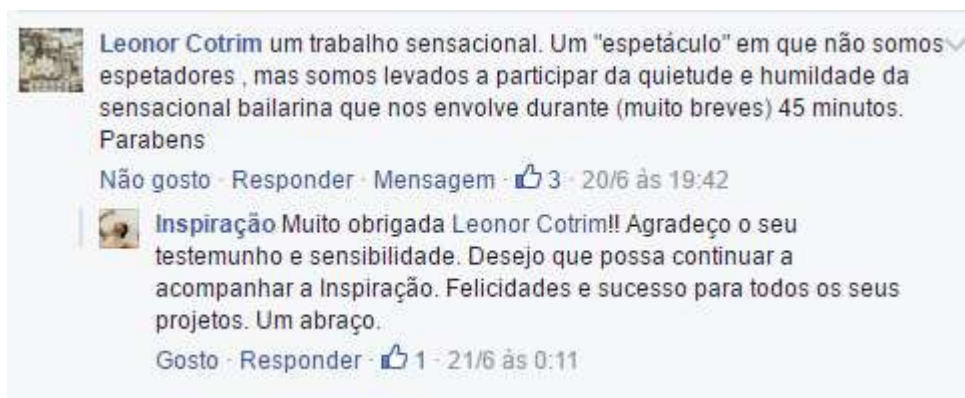 Leonor Cotrim um trabalho sensacional. Um "espetáculo" em que não somos
espetadores , mas somos levados a participar da quietude e humildade da
sensacional bailarina que nos envolve durante (muito breves) 45 minutos.
Parabens
Não gosto · Responder · Mensagem · 3 · 20/6 às 19:42
Inspiração Muito obrigada Leonor Cotrim!! Agradeço o seu
testemunho e sensibilidade. Desejo que possa continuar a
acompanhar a Inspiração. Felicidades e sucesso para todos os seus
projetos. Um abraço.
Gosto · Responder · 1 · 21/6 às 0:11